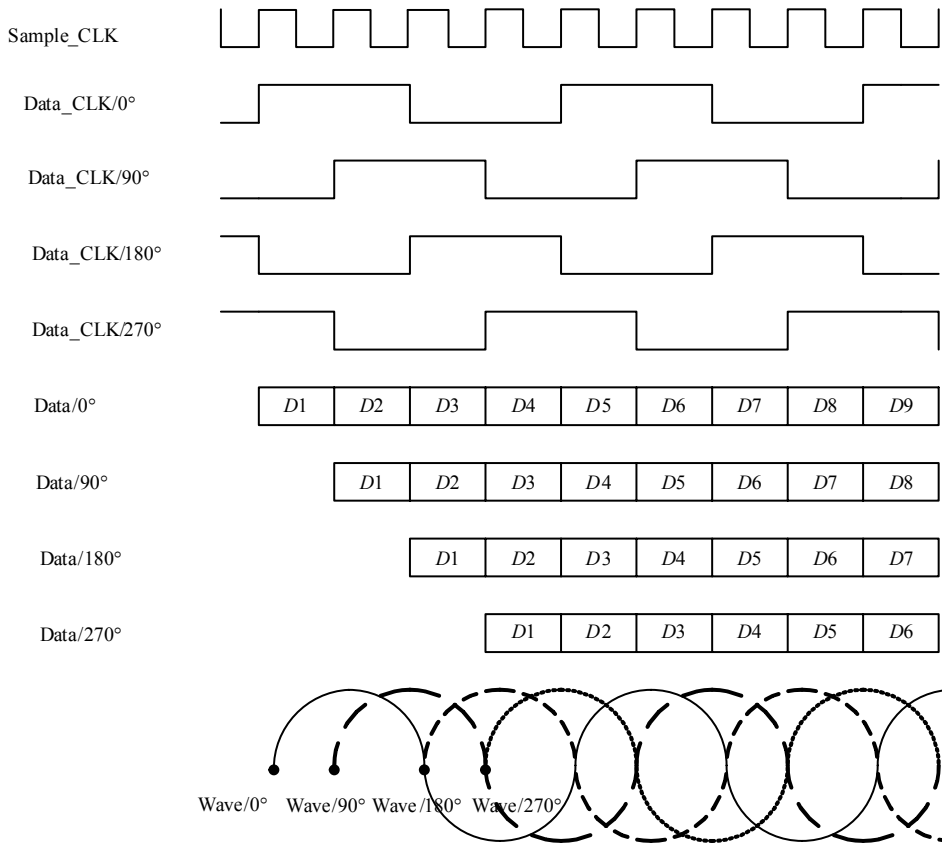 Sample_CLK
Data_CLK/0°
Data_CLK/90°
Data_CLK/180°
Data_CLK/270°
Data/0° D1 D2 D3 D4 D5 D6 D7 D8 D9
Data/90° D1 D2 D3 D4 D5 D6 D7 D8
Data/180° D1 D2 D3 D4 D5 D6 D7
Data/270° D1 D2 D3 D4 D5 D6
Wave/0° Wave/90° Wave/180° Wave/270°